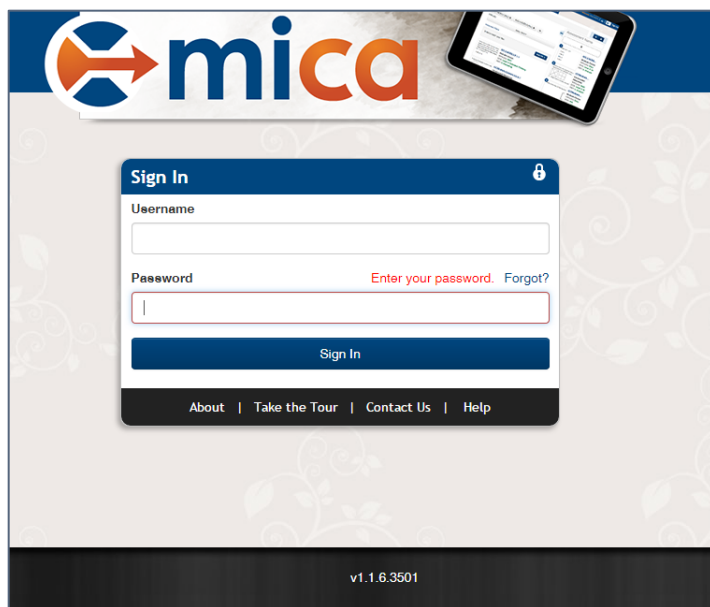 mica
Sign In
Username
Password Enter your password. Forgot?
Sign In
About | Take the Tour | Contact Us | Help
v1.1.6.3501